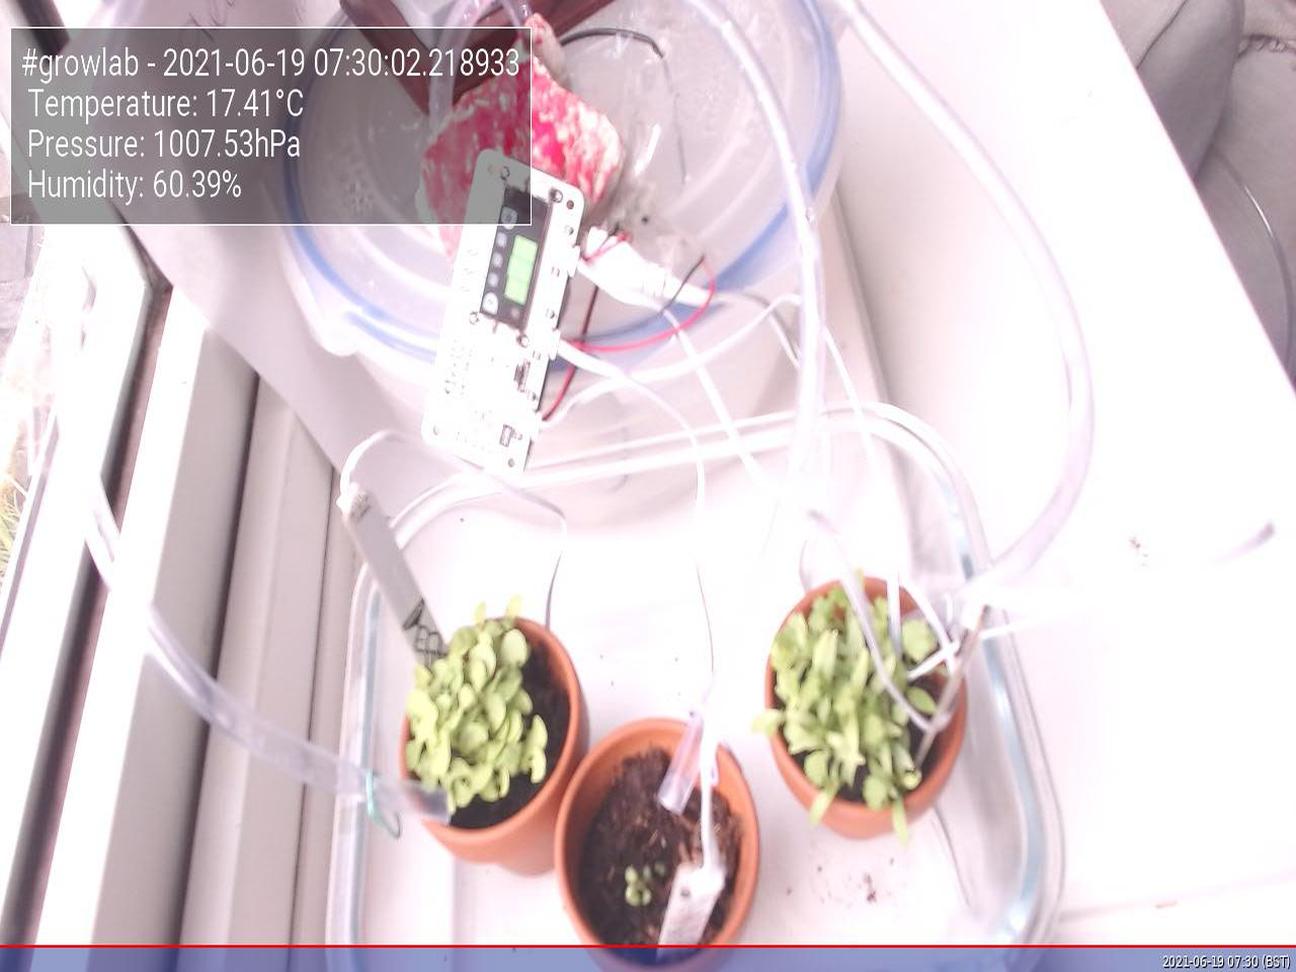 #growlab - 2021-06-19 07:30:02.218933
Temperature: 17.41°C
Pressure: 1007.53hPa
Humidity: 60.39%
2021-06-19 07:30 (BST)